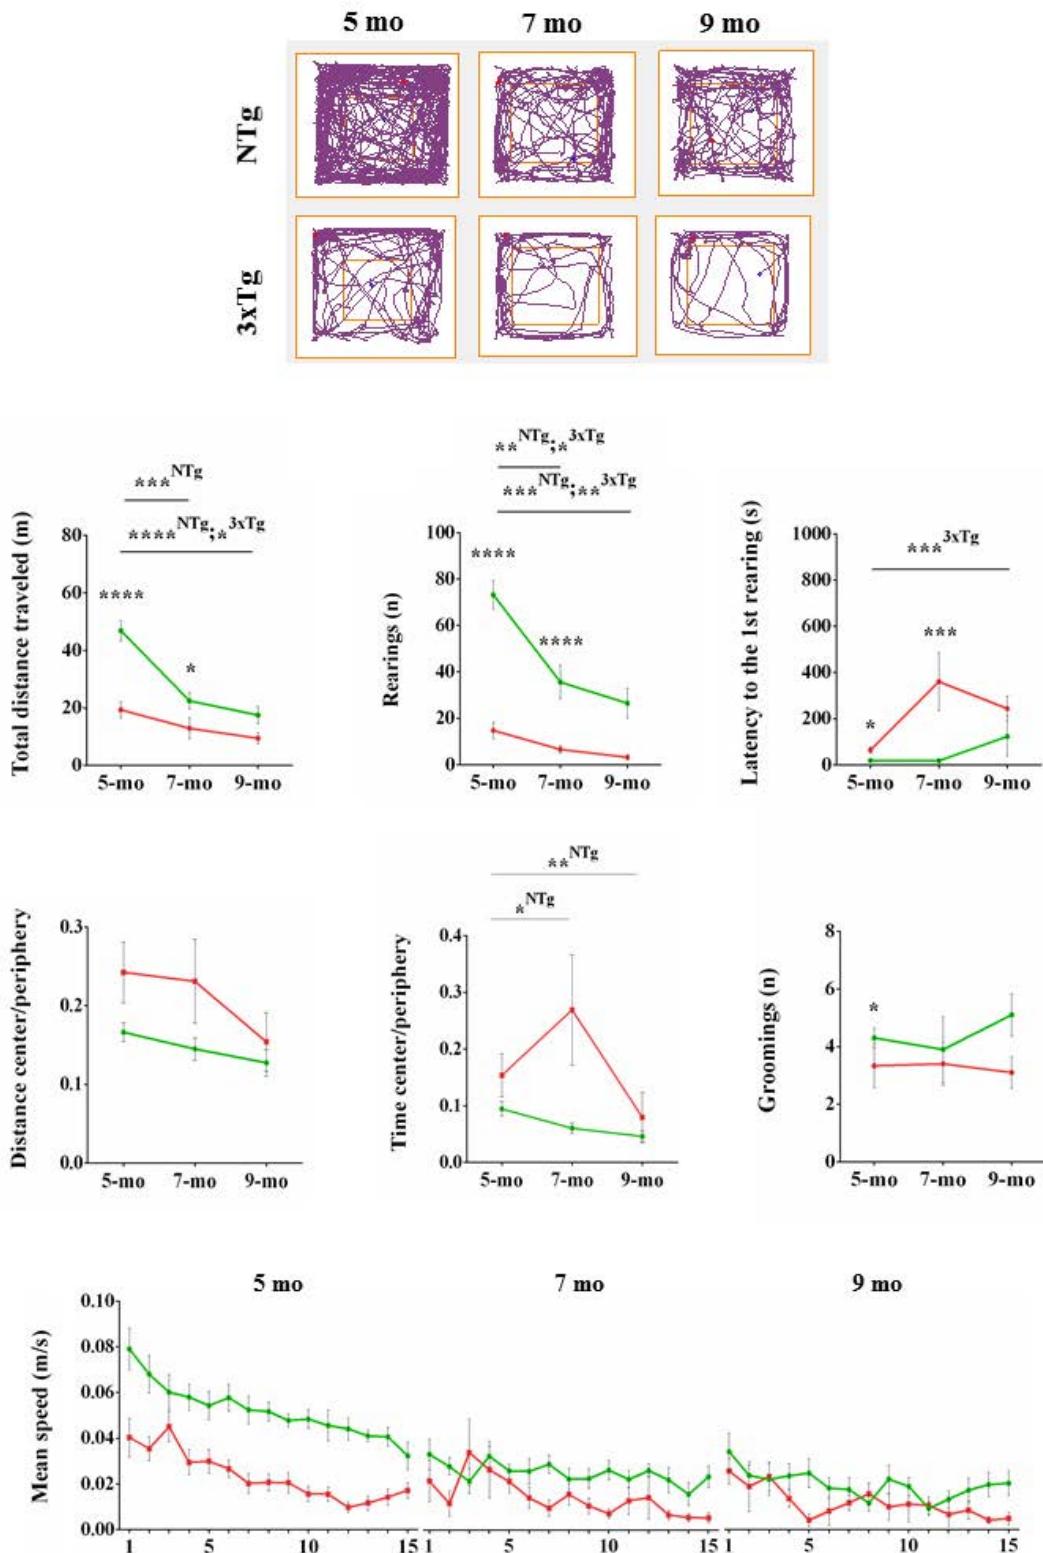 5 mo 7 mo 9 mo
NTg
3xTg
***NTg
****NTg;*3xTg
Total distance traveled (m)
80
60
40
20
0
****
*
5-mo 7-mo 9-mo
**NTg;*3xTg
***NTg;**3xTg
Rearings (n)
100
80
60
40
20
0
****
****
5-mo 7-mo 9-mo
***3xTg
Latency to the 1st rearing (s)
1000
800
600
400
200
0
***
*
5-mo 7-mo 9-mo
Distance center/periphery
0.3
0.2
0.1
0.0
5-mo 7-mo 9-mo
**NTg
*NTg
Time center/periphery
0.4
0.3
0.2
0.1
0.0
5-mo 7-mo 9-mo
Groomings (n)
8
6
4
2
0
*
5-mo 7-mo 9-mo
5 mo 7 mo 9 mo
Mean speed (m/s)
0.10
0.08
0.06
0.04
0.02
0.00
1 5 10 15 1 5 10 15 1 5 10 15